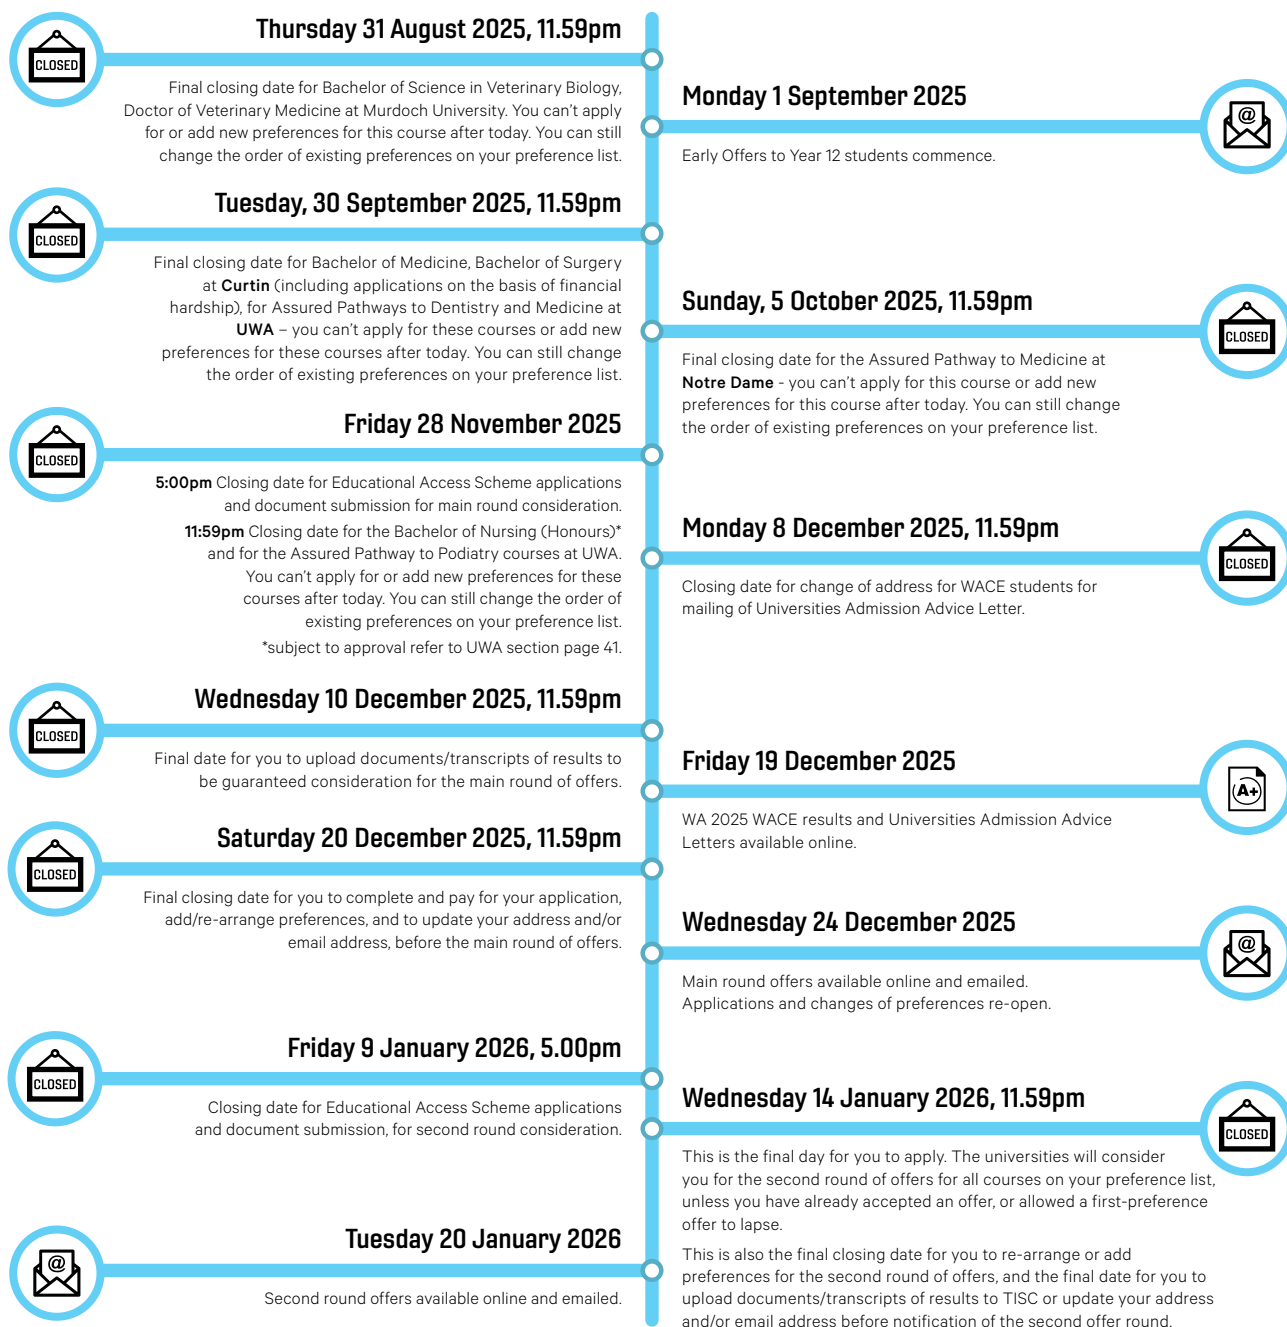 CLOSED
Thursday 31 August 2025, 11.59pm
Final closing date for Bachelor of Science in Veterinary Biology,
Doctor of Veterinary Medicine at Murdoch University. You can't apply
for or add new preferences for this course after today. You can still
change the order of existing preferences on your preference list.
Monday 1 September 2025
@
Early Offers to Year 12 students commence.
CLOSED
Tuesday, 30 September 2025, 11.59pm
Final closing date for Bachelor of Medicine, Bachelor of Surgery
at Curtin (including applications on the basis of financial
hardship), for Assured Pathways to Dentistry and Medicine at
UWA – you can't apply for these courses or add new
preferences for these courses after today. You can still change
the order of existing preferences on your preference list.
Sunday, 5 October 2025, 11.59pm
CLOSED
Final closing date for the Assured Pathway to Medicine at
Notre Dame - you can't apply for this course or add new
preferences for this course after today. You can still change
the order of existing preferences on your preference list.
CLOSED
Friday 28 November 2025
5:00pm Closing date for Educational Access Scheme applications
and document submission for main round consideration.
11:59pm Closing date for the Bachelor of Nursing (Honours)*
and for the Assured Pathway to Podiatry courses at UWA.
You can't apply for or add new preferences for these
courses after today. You can still change the order of
existing preferences on your preference list.
*subject to approval refer to UWA section page 41.
Monday 8 December 2025, 11.59pm
CLOSED
Closing date for change of address for WACE students for
mailing of Universities Admission Advice Letter.
CLOSED
Wednesday 10 December 2025, 11.59pm
Final date for you to upload documents/transcripts of results to
be guaranteed consideration for the main round of offers.
Friday 19 December 2025
A+
WA 2025 WACE results and Universities Admission Advice
Letters available online.
CLOSED
Saturday 20 December 2025, 11.59pm
Final closing date for you to complete and pay for your application,
add/re-arrange preferences, and to update your address and/or
email address, before the main round of offers.
Wednesday 24 December 2025
@
Main round offers available online and emailed.
Applications and changes of preferences re-open.
CLOSED
Friday 9 January 2026, 5.00pm
Closing date for Educational Access Scheme applications
and document submission, for second round consideration.
Wednesday 14 January 2026, 11.59pm
CLOSED
This is the final day for you to apply. The universities will consider
you for the second round of offers for all courses on your preference list,
unless you have already accepted an offer, or allowed a first-preference
offer to lapse.
This is also the final closing date for you to re-arrange or add
preferences for the second round of offers, and the final date for you to
upload documents/transcripts of results to TISC or update your address
and/or email address before notification of the second offer round.
@
Tuesday 20 January 2026
Second round offers available online and emailed.